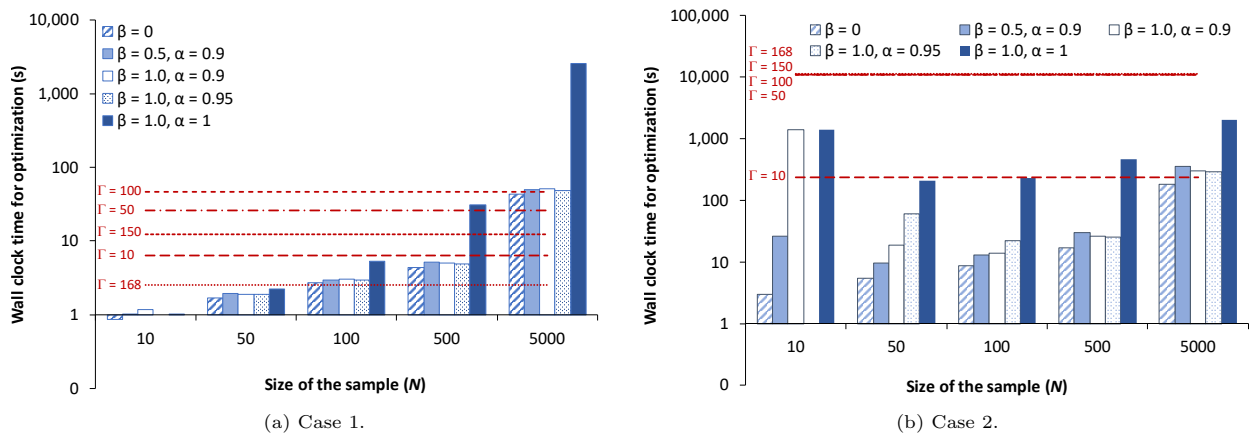 10,000
1,000
100
10
1
0
Wall clock time for optimization (s)
β = 0
β = 0.5, α = 0.9
β = 1.0, α = 0.9
β = 1.0, α = 0.95
β = 1.0, α = 1
Γ = 100
Γ = 50
Γ = 150
Γ = 10
Γ = 168
10 50 100 500 5000
Size of the sample (N)
(a) Case 1.
100,000
10,000
1,000
100
10
1
0
Wall clock time for optimization (s)
β = 0 β = 0.5, α = 0.9 β = 1.0, α = 0.9
β = 1.0, α = 0.95 β = 1.0, α = 1
Γ = 168
Γ = 150
Γ = 100
Γ = 50
Γ = 10
10 50 100 500 5000
Size of the sample (N)
(b) Case 2.